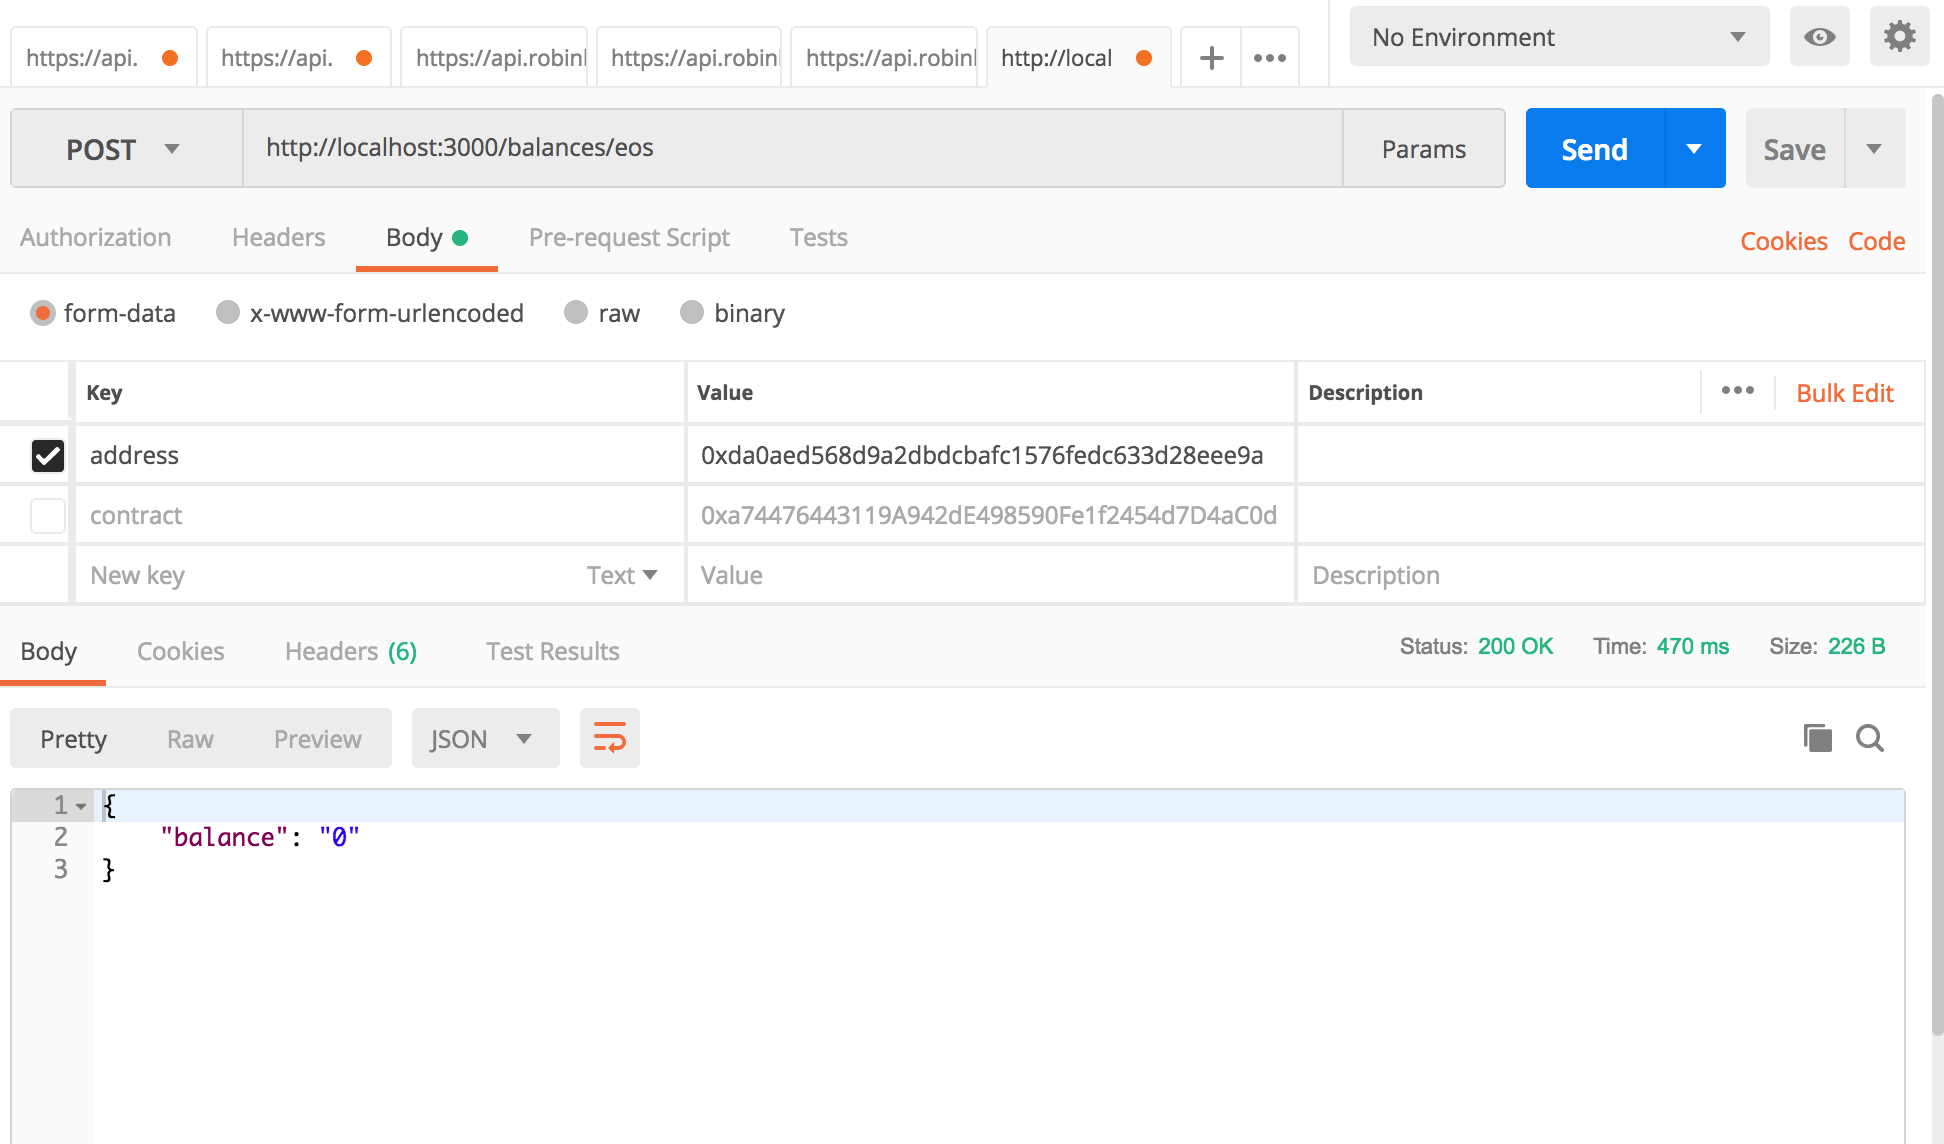 https://api. https://api. https://api.robinl https://api.robin https://api.robinl http://local No Environment
POST http://localhost:3000/balances/eos Params Send Save
Authorization Headers Body Pre-request Script Tests Cookies Code
form-data x-www-form-urlencoded raw binary
Key Value Description Bulk Edit
address 0xda0aed568d9a2dbdcbafc1576fedc633d28eee9a
contract 0xa74476443119A942dE498590Fe1f2454d7D4aC0d
New key Text Value Description
Body Cookies Headers (6) Test Results Status: 200 OK Time: 470 ms Size: 226 B
Pretty Raw Preview JSON
1 {
2 "balance": "0"
3 }